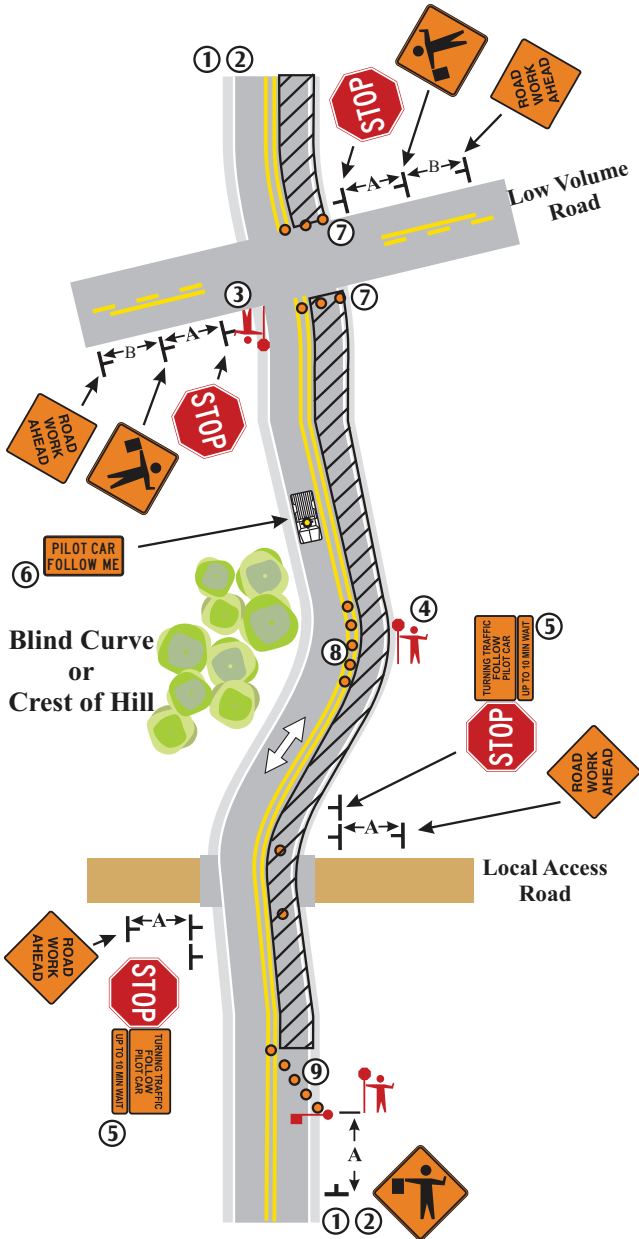 ① ②
STOP
ROAD
WORK
AHEAD
A
B
Low Volume
Road
⑦
③
⑦
B
A
ROAD
WORK
AHEAD
STOP
PILOT CAR
FOLLOW ME
⑥
④
⑤
TURNING TRAFFIC
FOLLOW
PILOT CAR
UP TO 10 MIN WAIT
STOP
Blind Curve
or
Crest of Hill
⑧
ROAD
WORK
AHEAD
A
Local Access
Road
A
ROAD
WORK
AHEAD
STOP
TURNING TRAFFIC
FOLLOW
PILOT CAR
UP TO 10 MIN WAIT
⑤
⑨
A
① ②